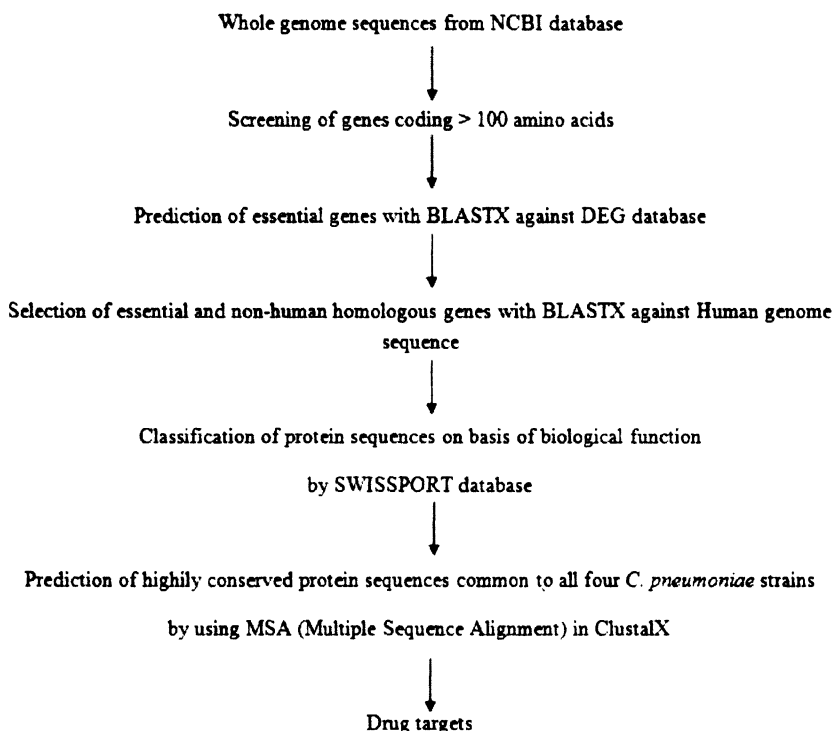 Whole genome sequences from NCBI database
Screening of genes coding > 100 amino acids
Prediction of essential genes with BLASTX against DEG database
Selection of essential and non-human homologous genes with BLASTX against Human genome
sequence
Classification of protein sequences on basis of biological function
by SWISSPORT database
Prediction of highily conserved protein sequences common to all four C. pneumoniae strains
by using MSA (Multiple Sequence Alignment) in ClustalX
Drug targets